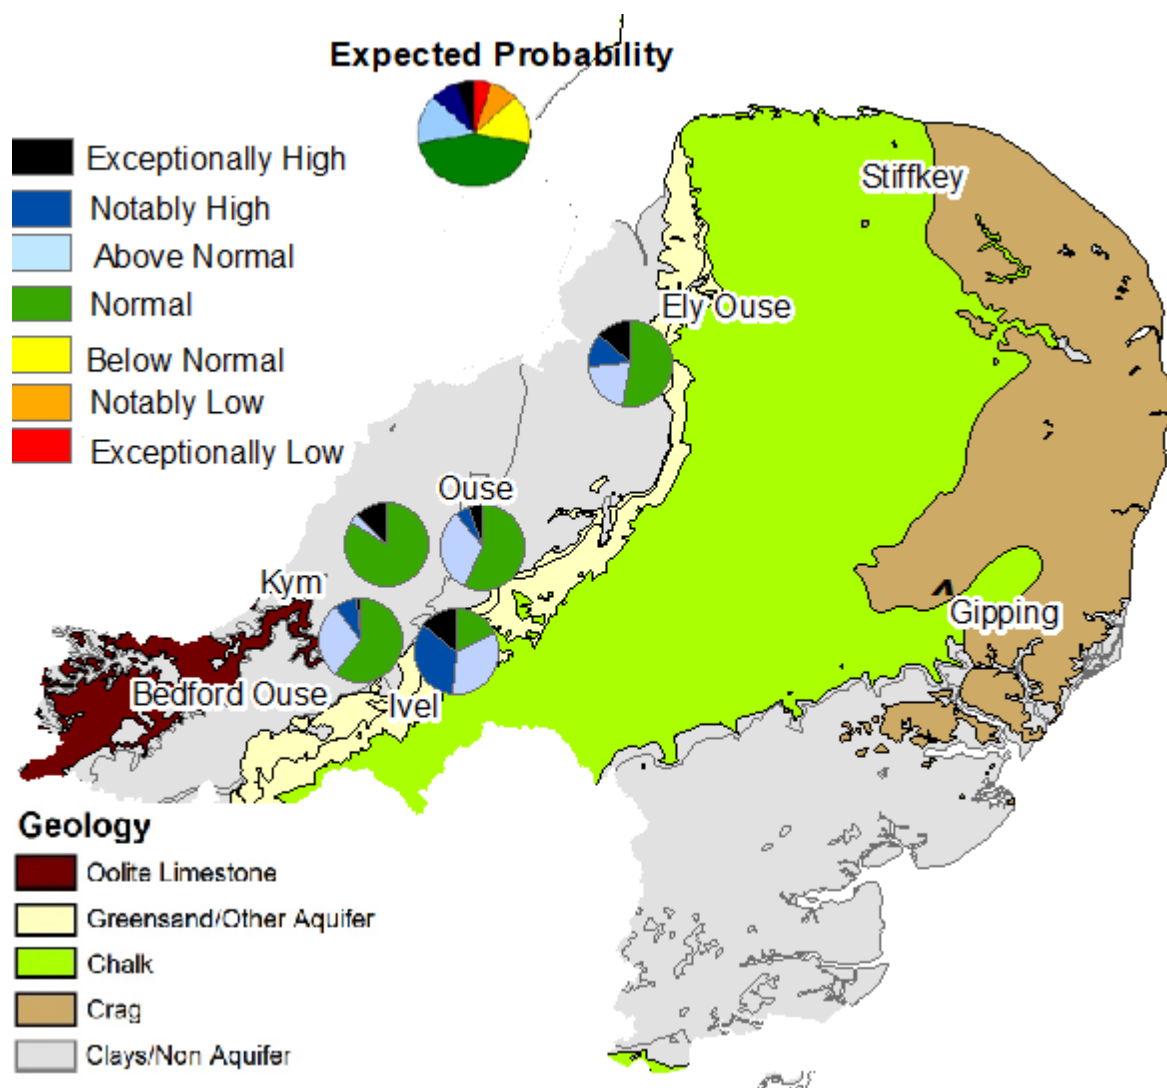 Expected Probability
Exceptionally High
Notably High
Above Normal
Normal
Below Normal
Notably Low
Exceptionally Low
Stiffkey
Ely Ouse
Ouse
Kym
Gipping
Bedford Ouse
Ivel
Geology
Oolite Limestone
Greensand/Other Aquifer
Chalk
Crag
Clays/Non Aquifer